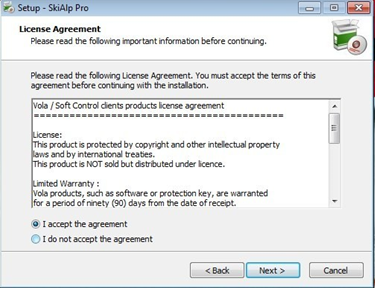 Setup - SkiAlp Pro
License Agreement
Please read the following important information before continuing.
Please read the following License Agreement. You must accept the terms of this
agreement before continuing with the installation.
Vola / Soft Control clients products license agreement
===========================================
License:
This product is protected by copyright and other intellectual property
laws and by international treaties.
This product is NOT sold but distributed under licence.
Limited Warranty :
Vola products, such as software or protection key, are warranted
for a period of ninety (90) days from the date of receipt.
I accept the agreement
I do not accept the agreement
< Back
Next >
Cancel